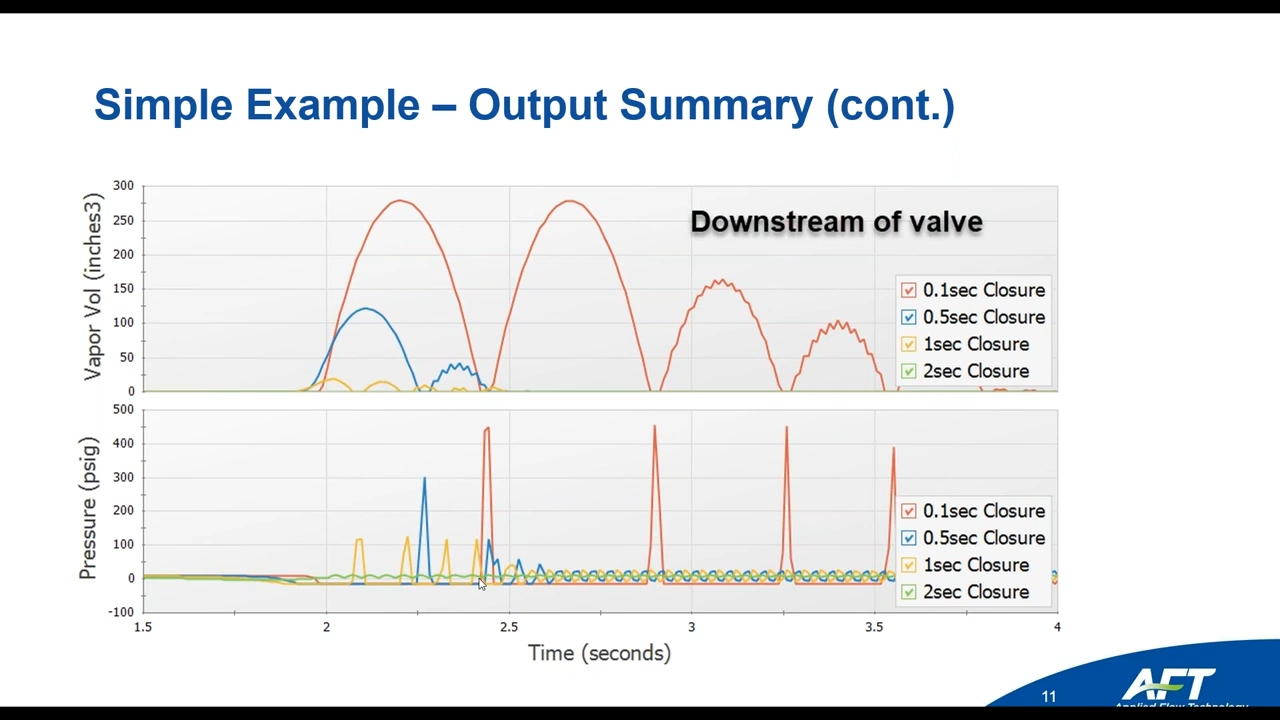 Simple Example – Output Summary (cont.)
Vapor Vol (inches3)
300
250
200
150
100
50
0
Downstream of valve
0.1sec Closure
0.5sec Closure
1sec Closure
2sec Closure
Pressure (psig)
500
400
300
200
100
0
-100
0.1sec Closure
0.5sec Closure
1sec Closure
2sec Closure
1.5 2 2.5 3 3.5 4
Time (seconds)
11
AFT
Applied Flow Technology